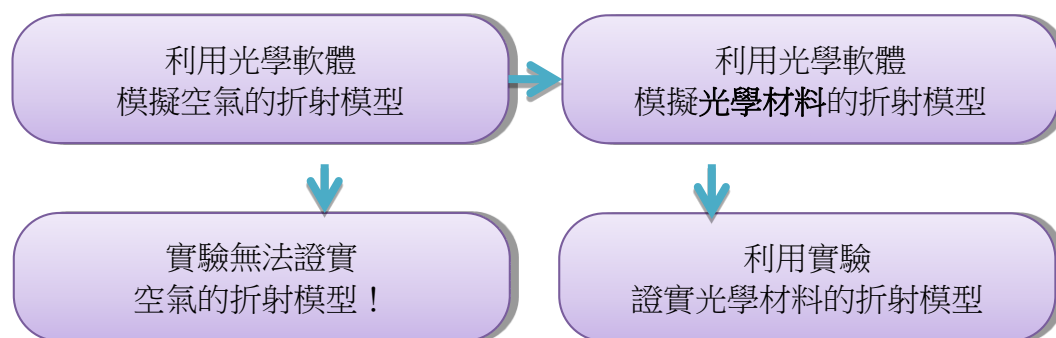 利用光學軟體
模擬空氣的折射模型
利用光學軟體
模擬光學材料的折射模型
實驗無法證實
空氣的折射模型！
利用實驗
證實光學材料的折射模型